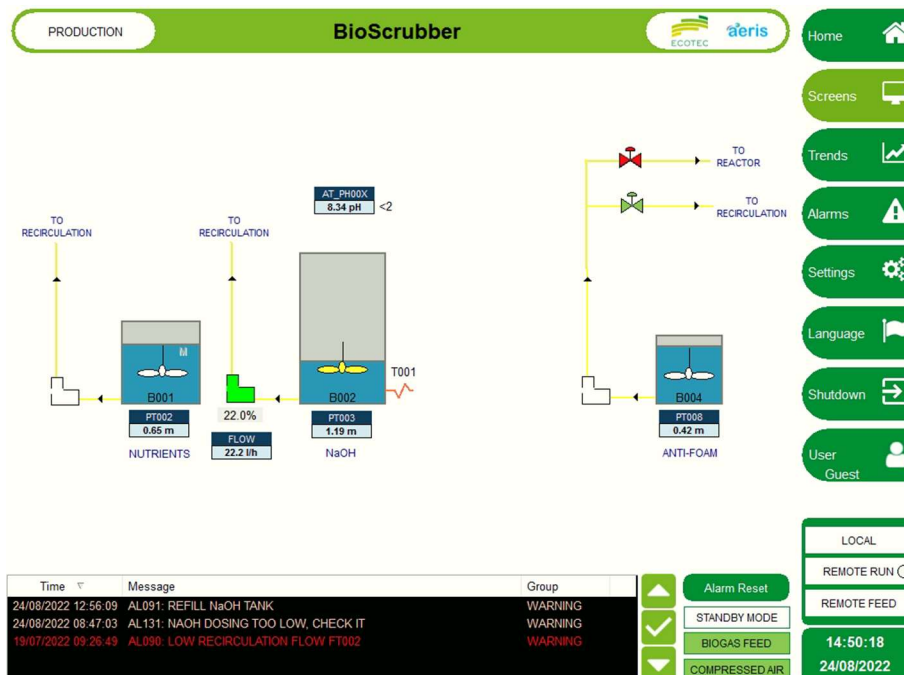 PRODUCTION
BioScrubber
ECOTEC
aeris
Home
Screens
Trends
Alarms
Settings
Language
Shutdown
User
Guest
TO
REACTOR
TO
RECIRCULATION
AT_PH00X
8.34 pH <2
TO
RECIRCULATION
TO
RECIRCULATION
M
T001
B001
B002
B004
22.0%
PT002
0.65 m
FLOW
22.2 l/h
PT003
1.19 m
PT008
0.42 m
NUTRIENTS
NaOH
ANTI-FOAM
LOCAL
REMOTE RUN
REMOTE FEED
14:50:18
24/08/2022
Time Message Group
24/08/2022 12:56:09 AL091: REFILL NaOH TANK WARNING
24/08/2022 08:47:03 AL131: NAOH DOSING TOO LOW, CHECK IT WARNING
19/07/2022 09:26:49 AL090: LOW RECIRCULATION FLOW FT002 WARNING
Alarm Reset
STANDBY MODE
BIOGAS FEED
COMPRESSED AIR